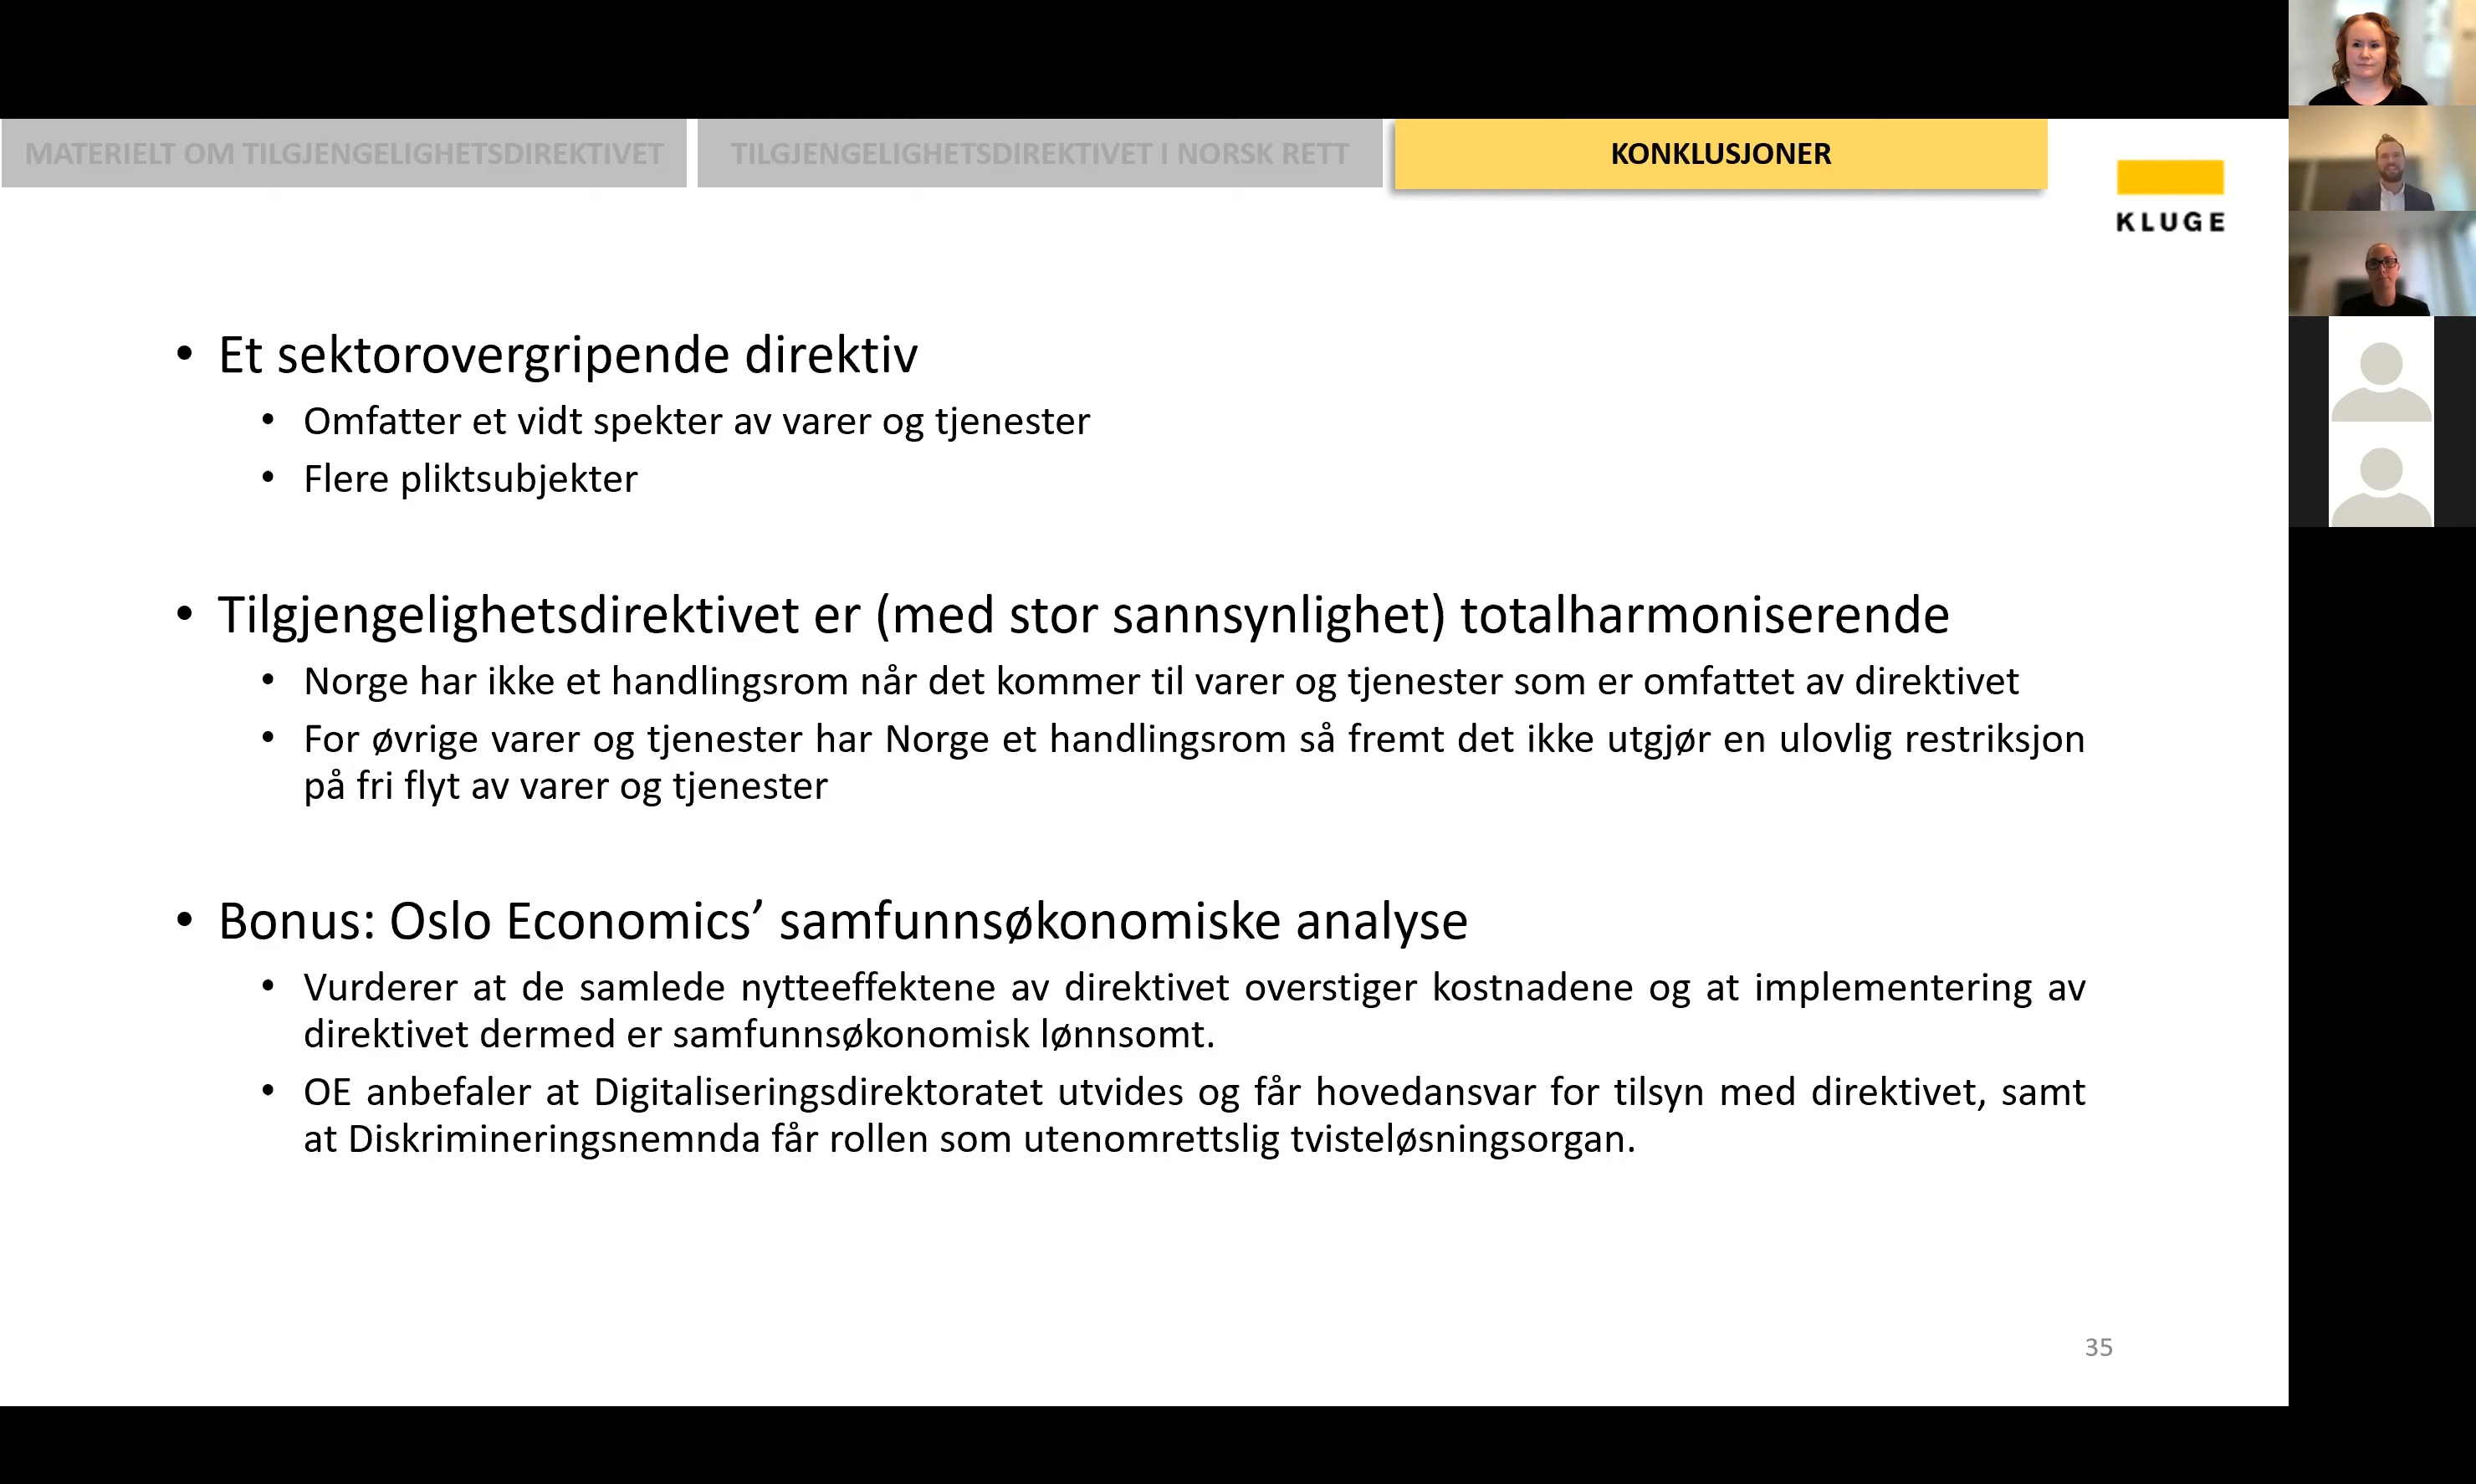 MATERIELT OM TILGJENGELIGHETSDIREKTIVET
TILGJENGELIGHETSDIREKTIVET I NORSK RETT
KONKLUSJONER
KLUGE
• Et sektorovergripende direktiv
• Omfatter et vidt spekter av varer og tjenester
• Flere pliktsubjekter
• Tilgjengelighetsdirektivet er (med stor sannsynlighet) totalharmoniserende
• Norge har ikke et handlingsrom når det kommer til varer og tjenester som er omfattet av direktivet
• For øvrige varer og tjenester har Norge et handlingsrom så fremt det ikke utgjør en ulovlig restriksjon
på fri flyt av varer og tjenester
• Bonus: Oslo Economics’ samfunnsøkonomiske analyse
• Vurderer at de samlede nytteeffektene av direktivet overstiger kostnadene og at implementering av
direktivet dermed er samfunnsøkonomisk lønnsomt.
• OE anbefaler at Digitaliseringsdirektoratet utvides og får hovedansvar for tilsyn med direktivet, samt
at Diskrimineringsnemnda får rollen som utenomrettslig tvisteløsningsorgan.
35